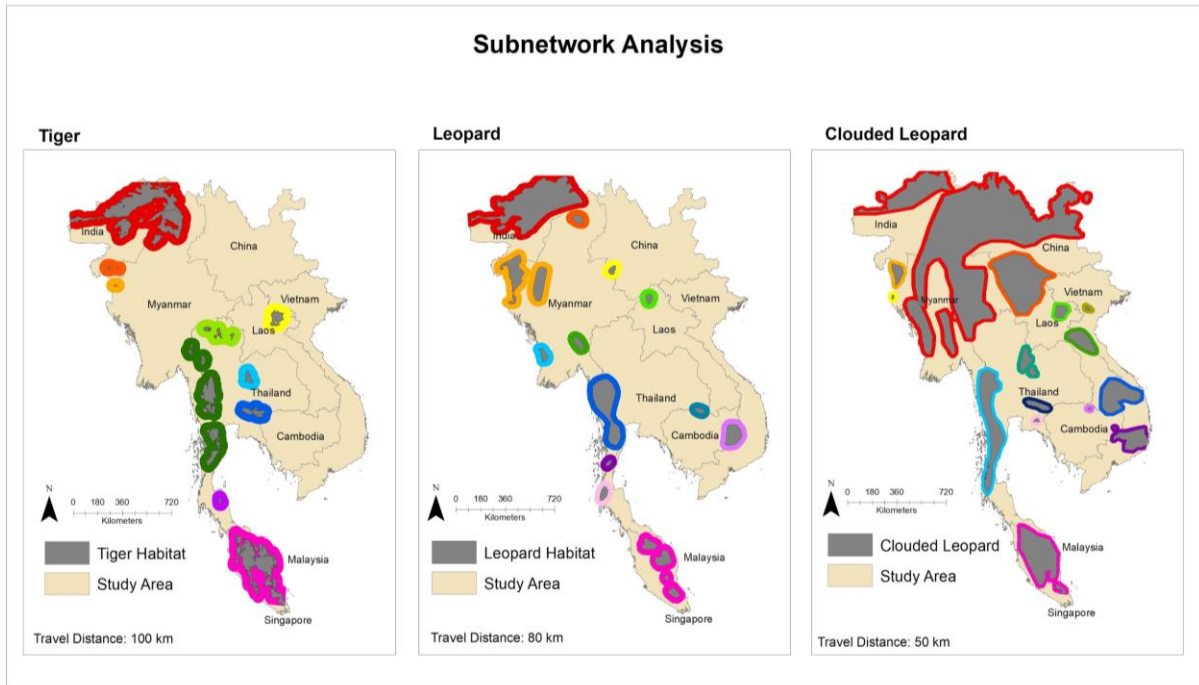 Subnetwork Analysis
Tiger
India
China
Myanmar
Vietnam
Laos
Thailand
Cambodia
N
0 180 360 720
Kilometers
Tiger Habitat
Study Area
Malaysia
Singapore
Travel Distance: 100 km
Leopard
India
China
Myanmar
Vietnam
Laos
Thailand
Cambodia
N
0 180 360 720
Kilometers
Leopard Habitat
Study Area
Malaysia
Singapore
Travel Distance: 80 km
Clouded Leopard
India
China
Myanmar
Vietnam
Laos
Thailand
Cambodia
N
0 180 360 720
Kilometers
Clouded Leopard
Study Area
Malaysia
Singapore
Travel Distance: 50 km